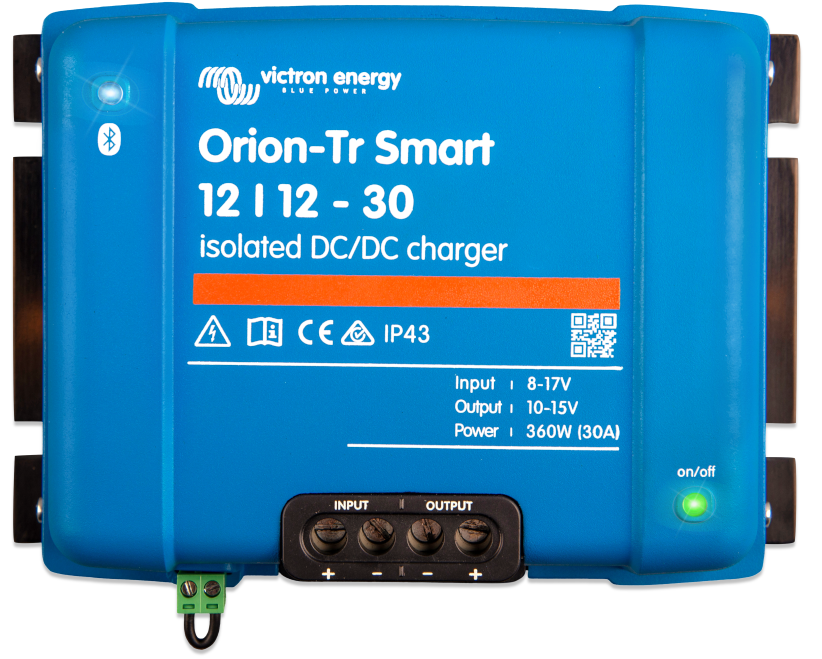 victron energy
BLUE POWER
Orion-Tr Smart
12 | 12 - 30
isolated DC/DC charger
CE IP43
Input | 8-17V
Output | 10-15V
Power | 360W (30A)
on/off
INPUT | OUTPUT
+ - | - +